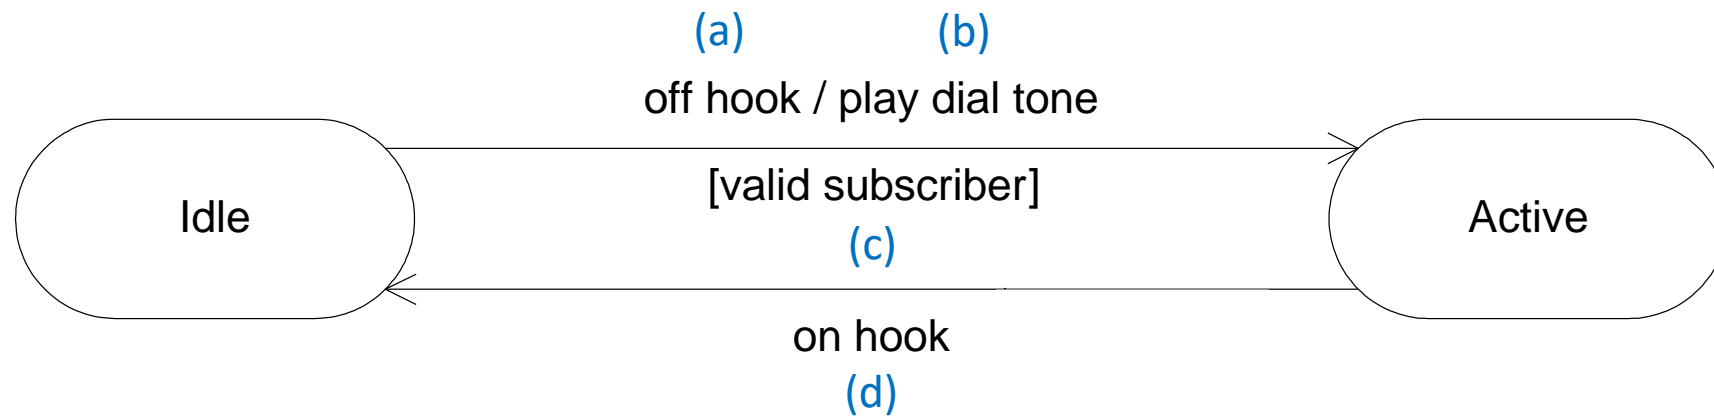 (a) (b)
off hook / play dial tone
[valid subscriber]
Idle
Active
(c)
on hook
(d)